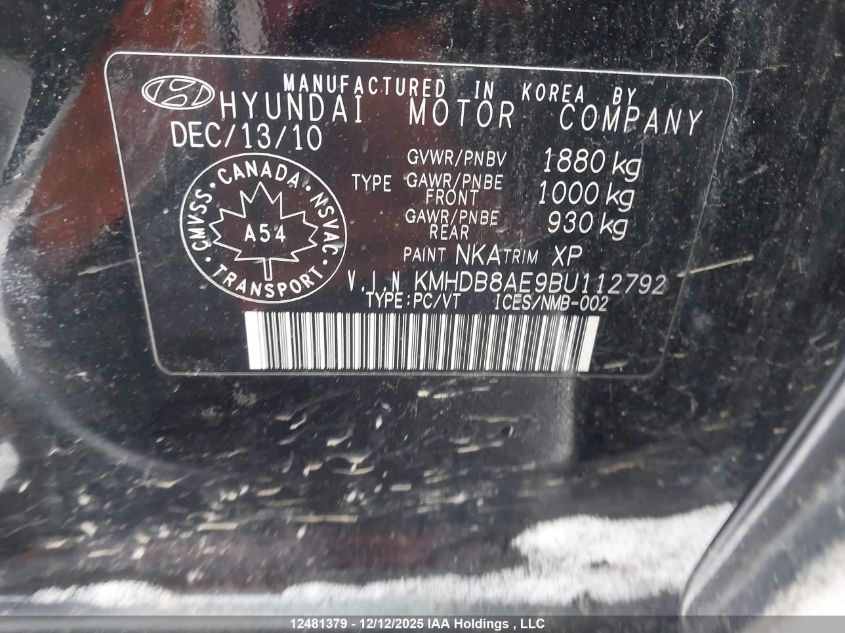 MANUFACTURED IN KOREA BY
HYUNDAI MOTOR COMPANY
DEC/13/10
GVWR/PNBV 1880 kg
TYPE GAWR/PNBE FRONT 1000 kg
GAWR/PNBE REAR 930 kg
CMVSS · CANADA · NSVAC
A54
TRANSPORT
PAINT NKA TRIM XP
V.I.N KMHDB8AE9BU112792
TYPE:PC/VT ICES/NMB-002
12481379 - 12/12/2025 IAA Holdings , LLC